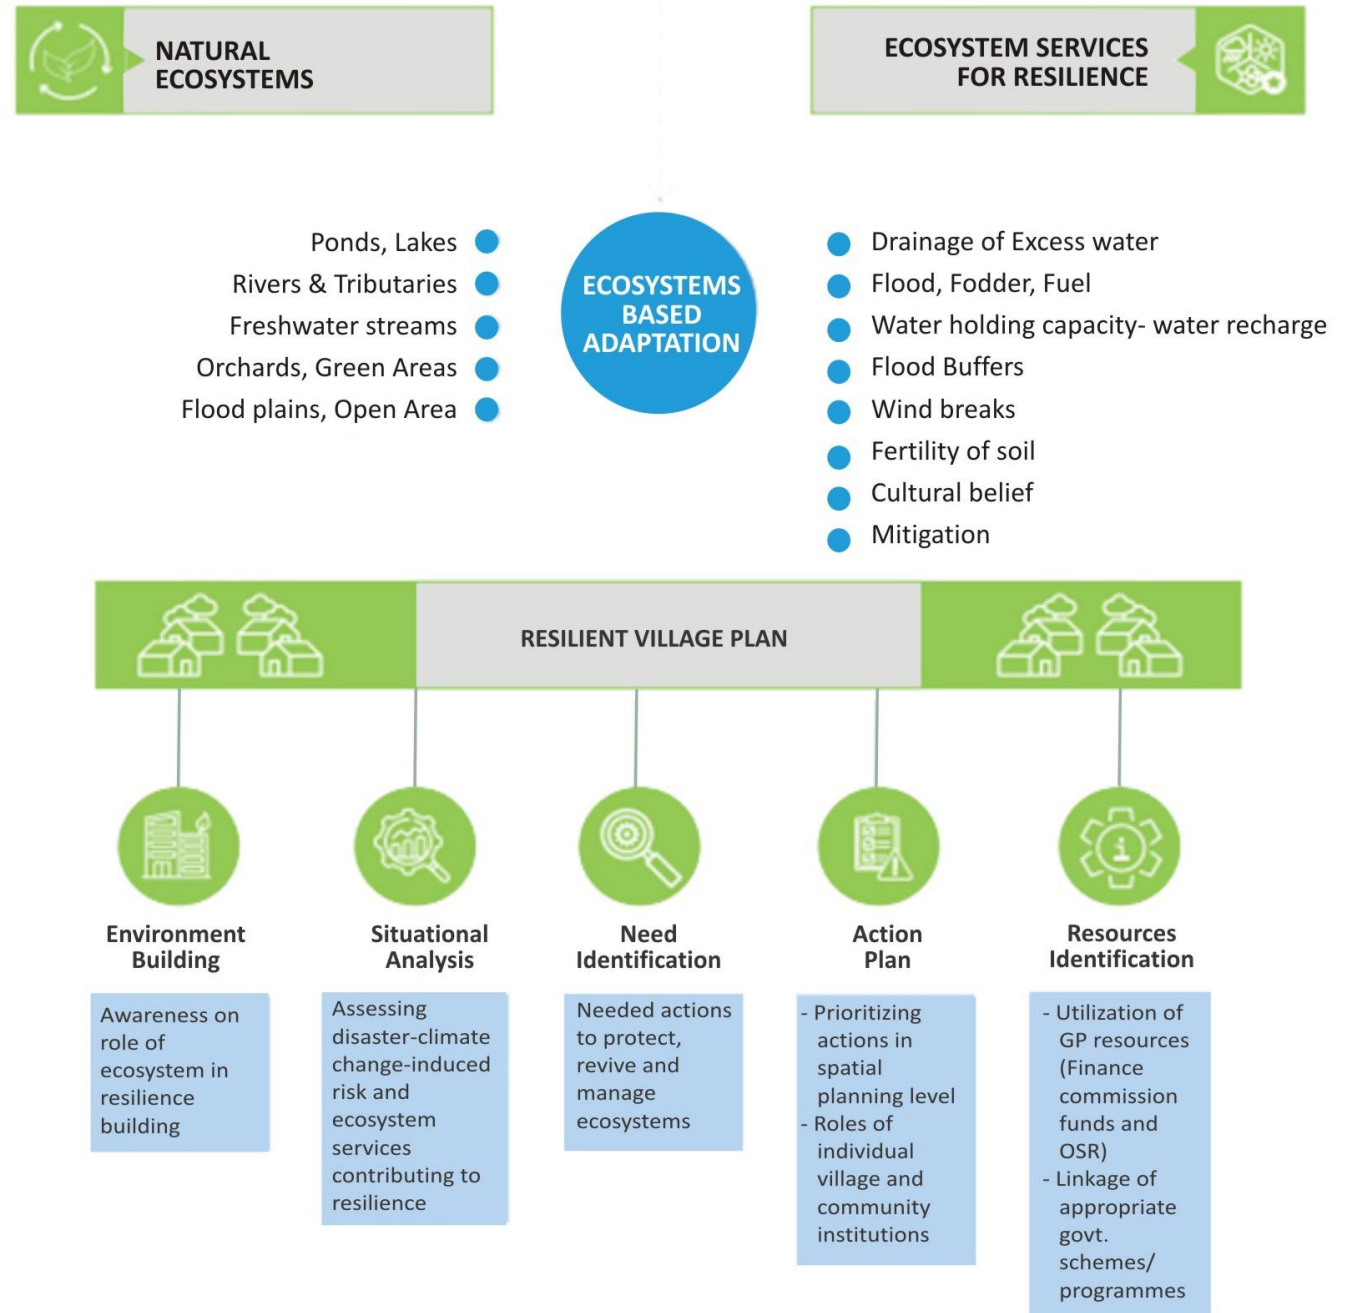 NATURAL
ECOSYSTEMS
ECOSYSTEM SERVICES
FOR RESILIENCE
Ponds, Lakes
Rivers & Tributaries
Freshwater streams
Orchards, Green Areas
Flood plains, Open Area
ECOSYSTEMS
BASED
ADAPTATION
Drainage of Excess water
Flood, Fodder, Fuel
Water holding capacity- water recharge
Flood Buffers
Wind breaks
Fertility of soil
Cultural belief
Mitigation
RESILIENT VILLAGE PLAN
Environment
Building
Awareness on
role of
ecosystem in
resilience
building
Situational
Analysis
Assessing
disaster-climate
change-induced
risk and
ecosystem
services
contributing to
resilience
Need
Identification
Needed actions
to protect,
revive and
manage
ecosystems
Action
Plan
- Prioritizing
actions in
spatial
planning level
- Roles of
individual
village and
community
institutions
Resources
Identification
- Utilization of
GP resources
(Finance
commission
funds and
OSR)
- Linkage of
appropriate
govt.
schemes/
programmes